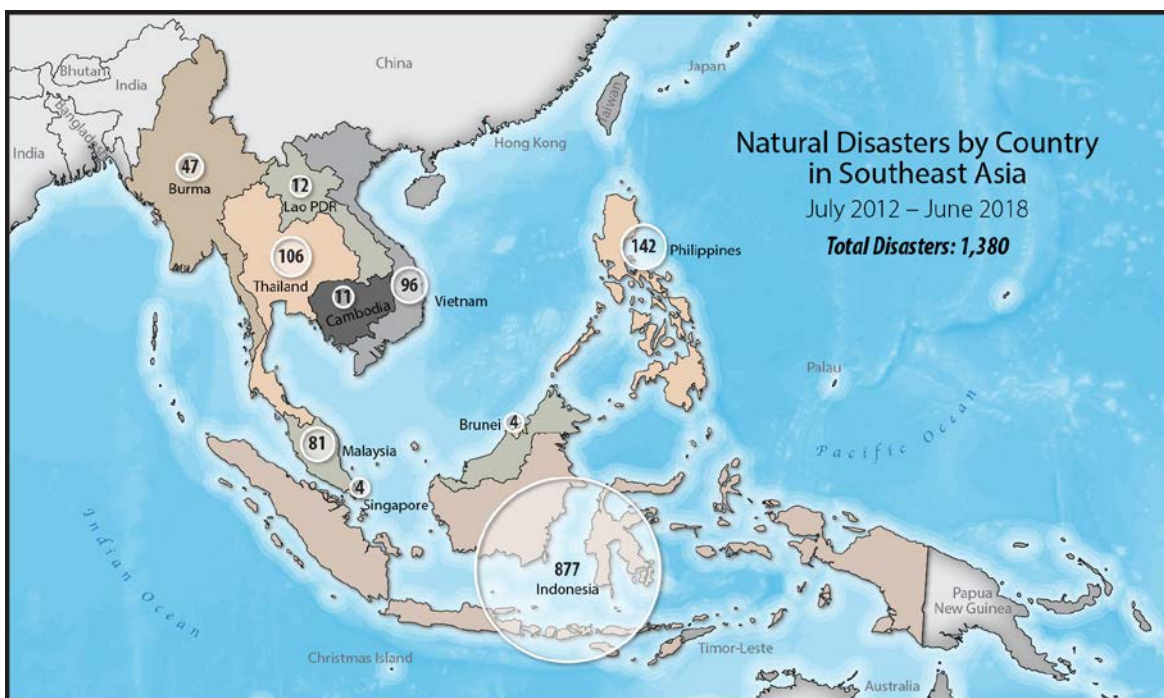 Natural Disasters by Country
in Southeast Asia
July 2012 – June 2018
Total Disasters: 1,380
China
Japan
Bhutan
India
Bangladesh
India
Taiwan
Hong Kong
47
Burma
12
Lao PDR
106
Thailand
11
Cambodia
96
Vietnam
142
Philippines
Palau
Pacific Ocean
Brunei
4
81
Malaysia
4
Singapore
877
Indonesia
Indian Ocean
Papua
New Guinea
Timor-Leste
Christmas Island
Australia